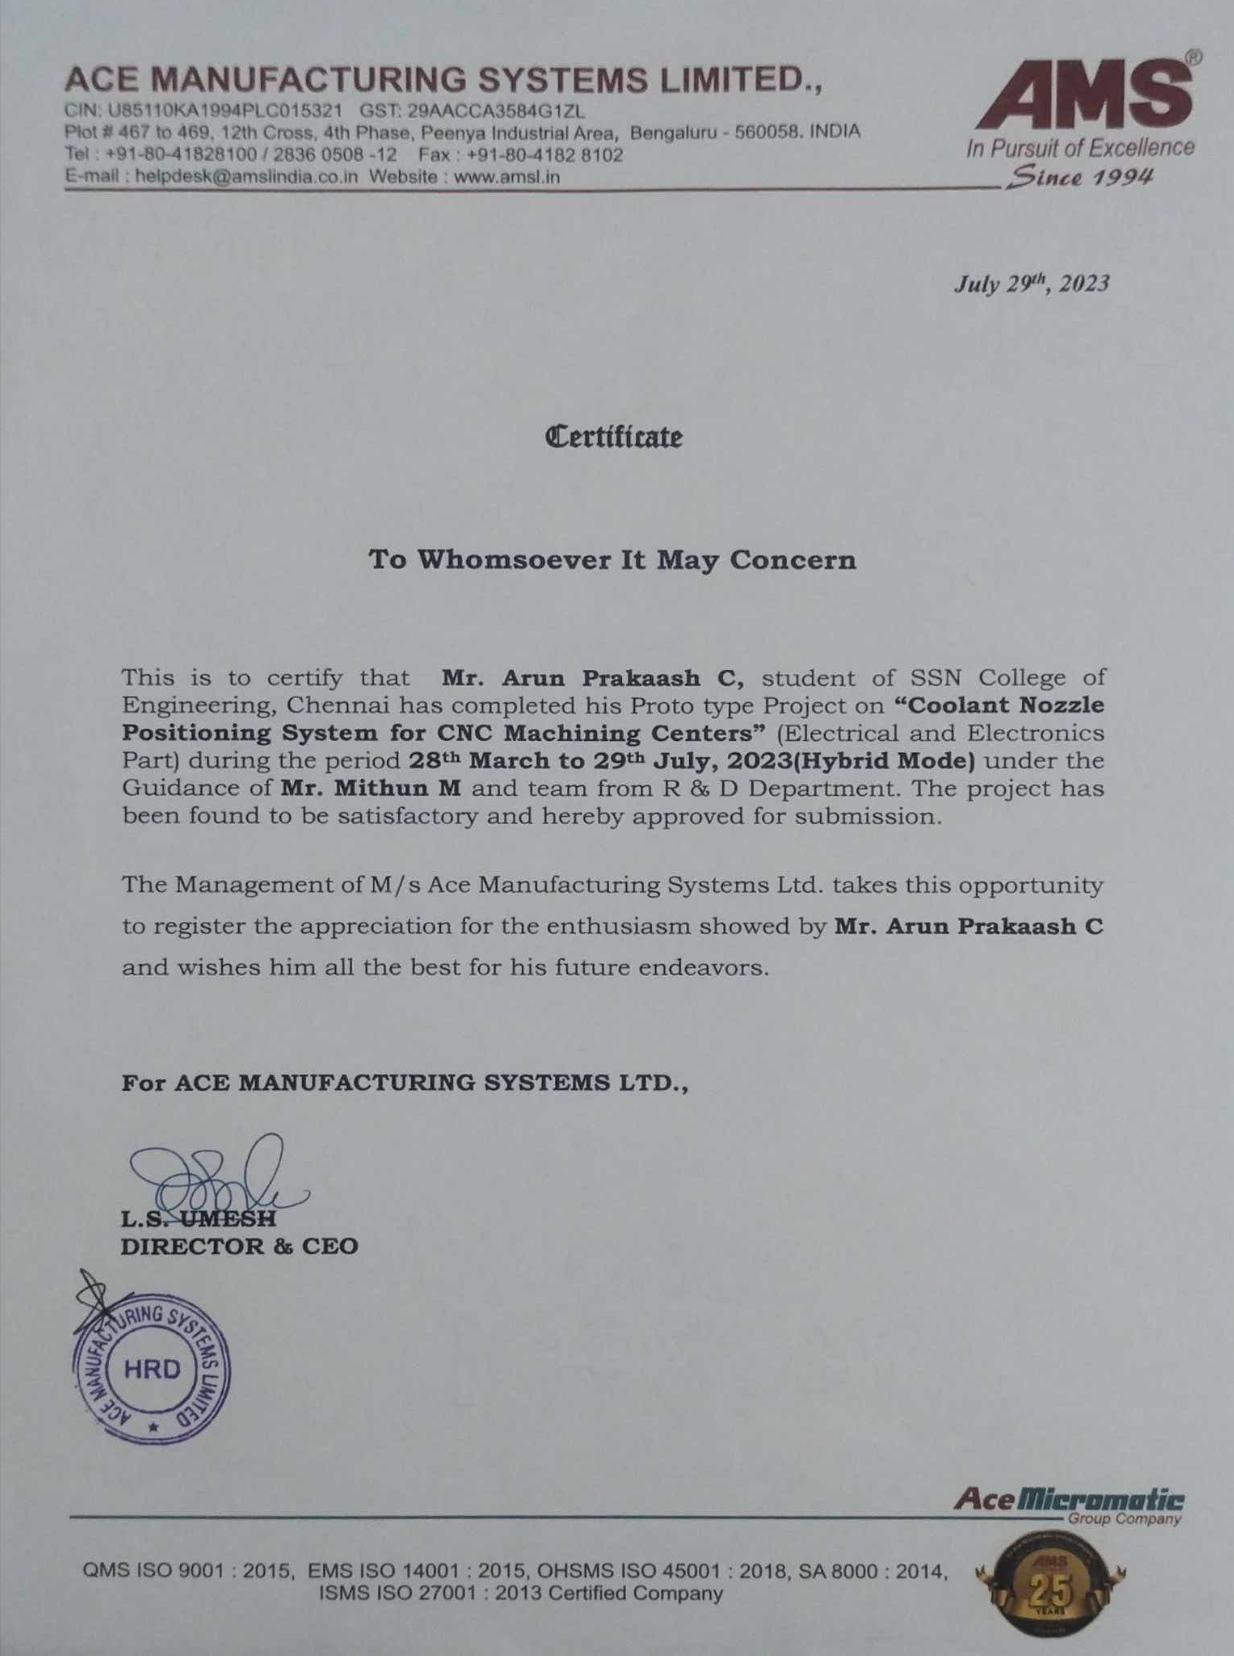 ACE MANUFACTURING SYSTEMS LIMITED.,
CIN: U85110KA1994PLC015321 GST: 29AACCA3584G1ZL
Plot # 467 to 469, 12th Cross, 4th Phase, Peenya Industrial Area, Bengaluru - 560058. INDIA
Tel : +91-80-41828100 / 2836 0508 -12 Fax : +91-80-4182 8102
E-mail : helpdesk@amslindia.co.in Website : www.amsl.in
AMS®
In Pursuit of Excellence
Since 1994
July 29th, 2023
Certificate
To Whomsoever It May Concern
This is to certify that Mr. Arun Prakaash C, student of SSN College of
Engineering, Chennai has completed his Proto type Project on “Coolant Nozzle
Positioning System for CNC Machining Centers” (Electrical and Electronics
Part) during the period 28th March to 29th July, 2023(Hybrid Mode) under the
Guidance of Mr. Mithun M and team from R & D Department. The project has
been found to be satisfactory and hereby approved for submission.
The Management of M/s Ace Manufacturing Systems Ltd. takes this opportunity
to register the appreciation for the enthusiasm showed by Mr. Arun Prakaash C
and wishes him all the best for his future endeavors.
For ACE MANUFACTURING SYSTEMS LTD.,
L.S. UMESH
DIRECTOR & CEO
ACE MANUFACTURING SYSTEMS LIMITED
HRD
AceMicromatic
Group Company
QMS ISO 9001 : 2015, EMS ISO 14001 : 2015, OHSMS ISO 45001 : 2018, SA 8000 : 2014,
ISMS ISO 27001 : 2013 Certified Company
AMS
25
YEARS